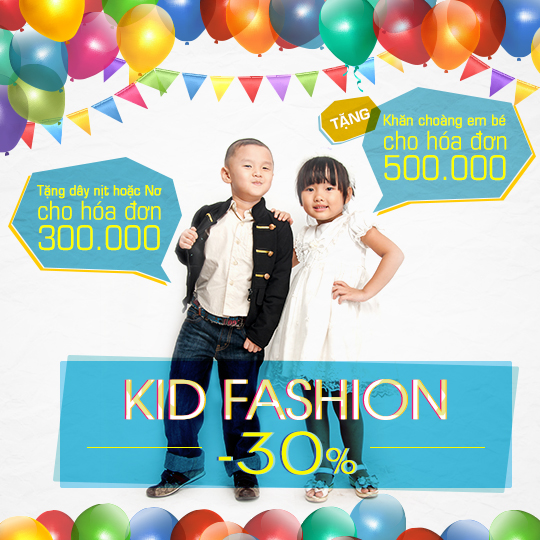 TẶNG
Khăn choàng em bé
cho hóa đơn
500.000
Tặng dây nịt hoặc Nơ
cho hóa đơn
300.000
KID FASHION
-30%